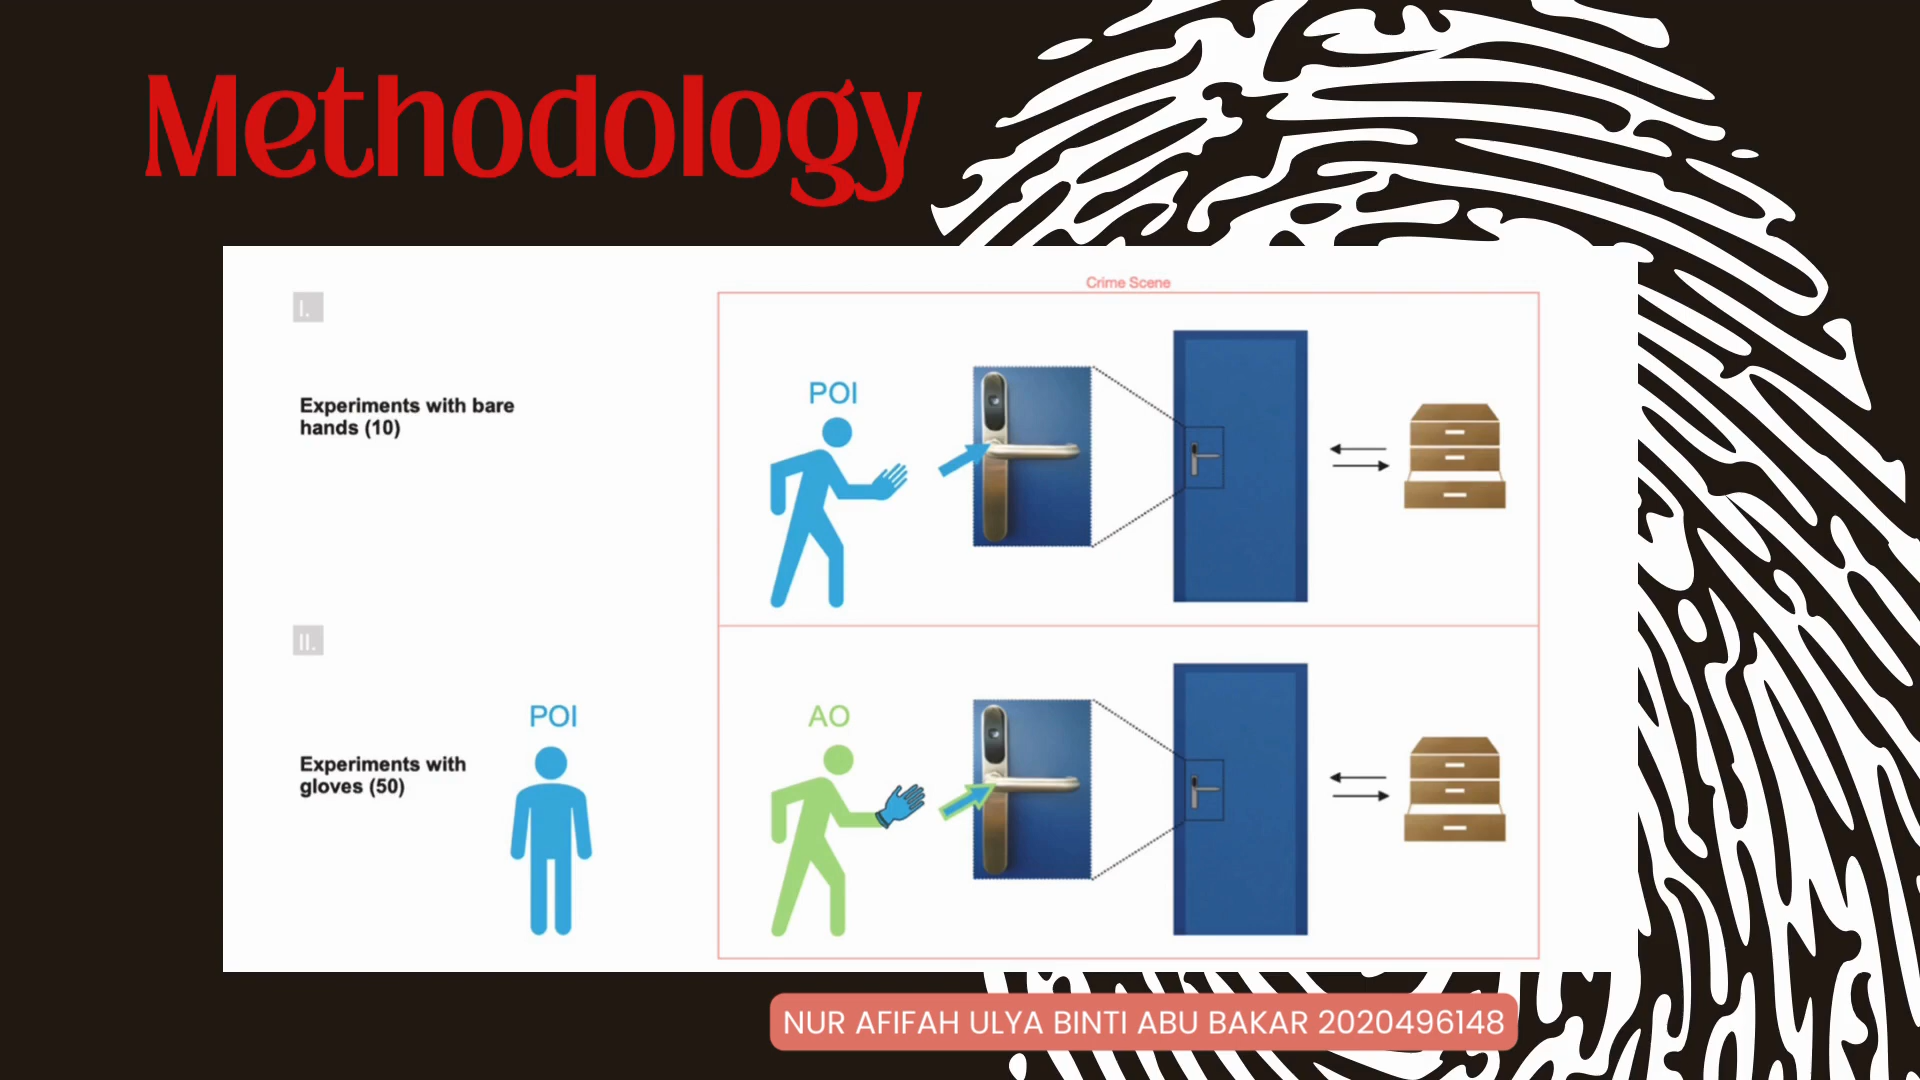 Methodology
Crime Scene
I.
POI
Experiments with bare
hands (10)
II.
POI
AO
Experiments with
gloves (50)
NUR AFIFAH ULYA BINTI ABU BAKAR 2020496148